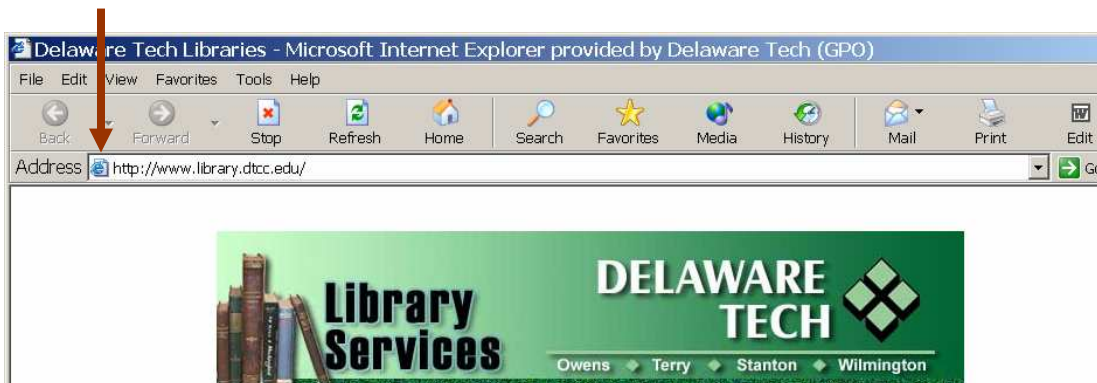 Delaware Tech Libraries - Microsoft Internet Explorer provided by Delaware Tech (GPO)
File Edit View Favorites Tools Help
Back Forward Stop Refresh Home Search Favorites Media History Mail Print Edit
Address http://www.library.dtcc.edu/
Library Services
DELAWARE TECH
Owens Terry Stanton Wilmington